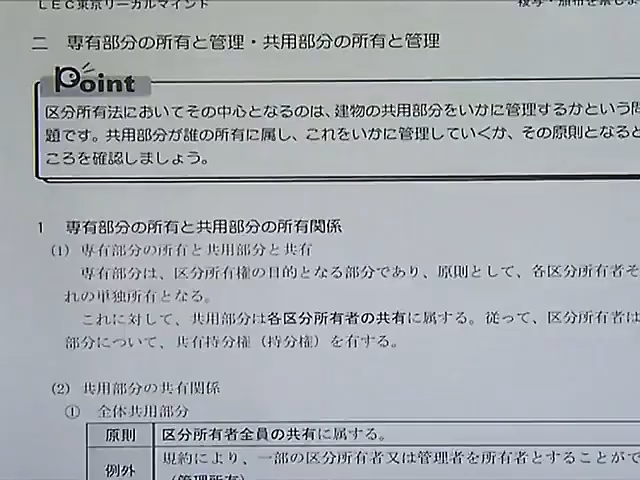 LEC東京リーガルマインド
二 専有部分の所有と管理・共用部分の所有と管理
Point
区分所有法においてその中心となるのは、建物の共用部分をいかに管理するかという問
題です。共用部分が誰の所有に属し、これをいかに管理していくか、その原則となると
ころを確認しましょう。
1 専有部分の所有と共用部分の所有関係
(1) 専有部分の所有と共用部分と共有
専有部分は、区分所有権の目的となる部分であり、原則として、各区分所有者そ
れの単独所有となる。
これに対して、共用部分は各区分所有者の共有に属する。従って、区分所有者は
部分について、共有持分権（持分権）を有する。
(2) 共用部分の共有関係
① 全体共用部分
原則 区分所有者全員の共有に属する。
例外 規約により、一部の区分所有者又は管理者を所有者とすることがで
（管理所有）